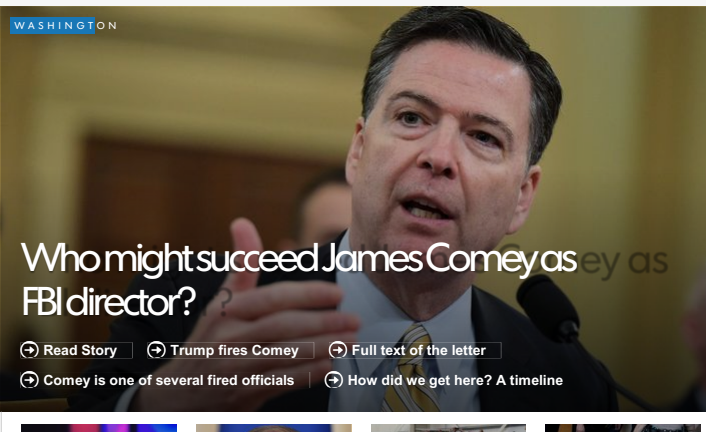 WASHINGTON
Who might succeed James Comey as
FBI director?
Read Story
Trump fires Comey
Full text of the letter
Comey is one of several fired officials
How did we get here? A timeline